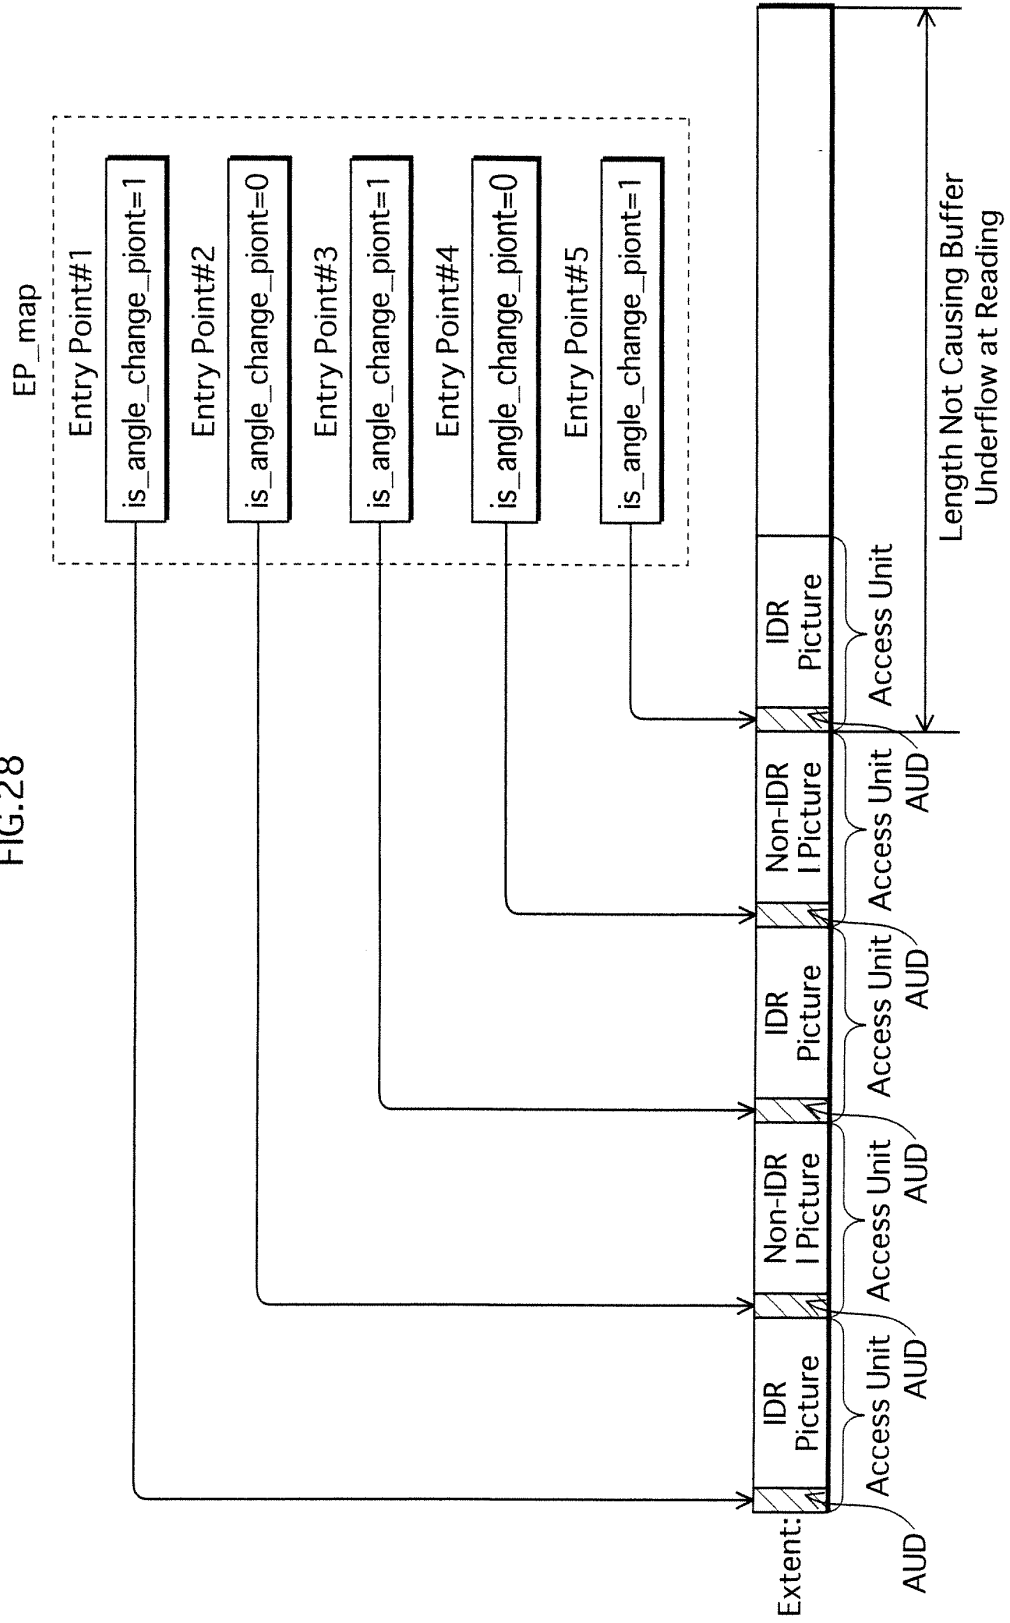 FIG.28
EP_map
Entry Point#1
is_angle_change_piont=1
Entry Point#2
is_angle_change_piont=0
Entry Point#3
is_angle_change_piont=1
Entry Point#4
is_angle_change_piont=0
Entry Point#5
is_angle_change_piont=1
Extent:
IDR
Picture
Non-IDR
I Picture
IDR
Picture
Non-IDR
I Picture
IDR
Picture
Access Unit
Access Unit
Access Unit
Access Unit
Access Unit
AUD
AUD
AUD
AUD
AUD
Length Not Causing Buffer
Underflow at Reading